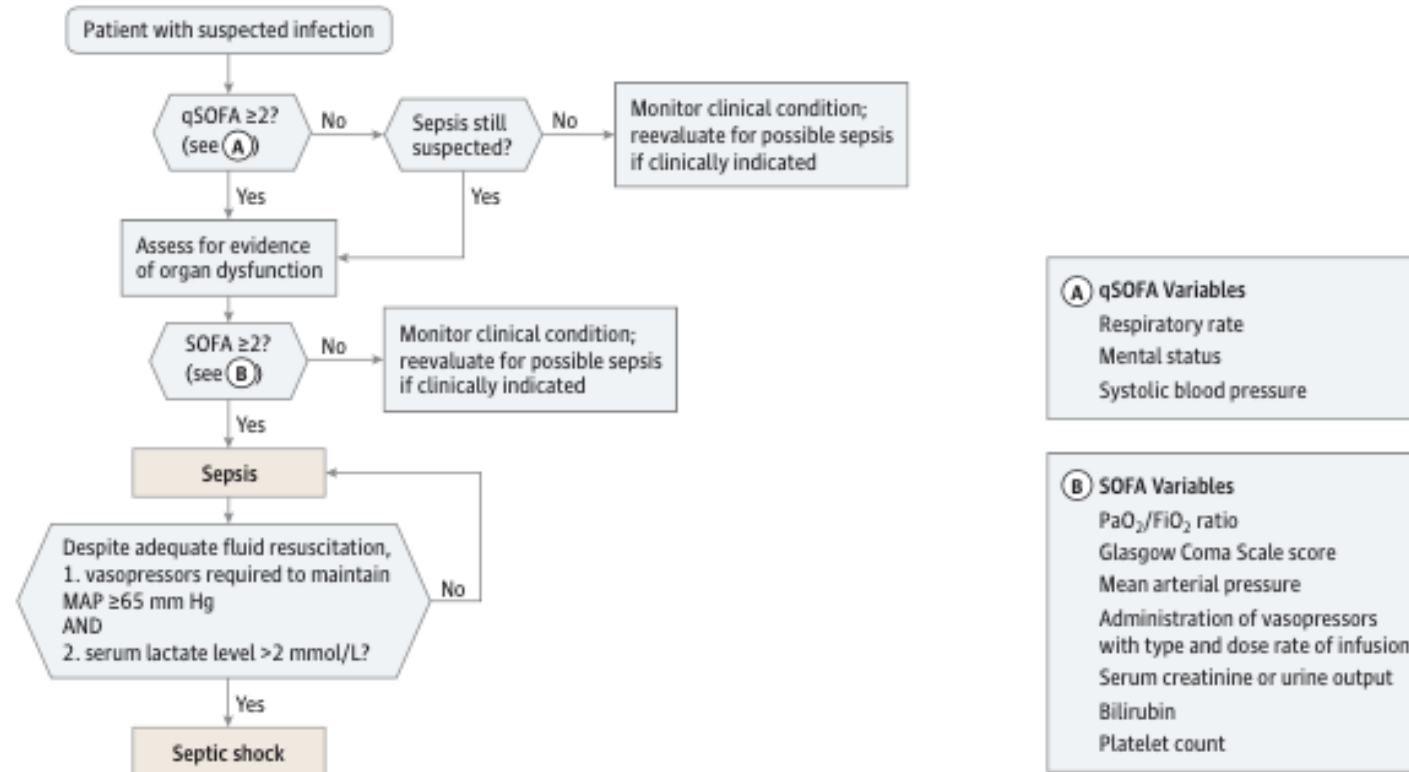 Patient with suspected infection
qSOFA ≥2?
(see A)
No
Sepsis still
suspected?
No
Monitor clinical condition;
reevaluate for possible sepsis
if clinically indicated
Yes
Yes
Assess for evidence
of organ dysfunction
SOFA ≥2?
(see B)
No
Monitor clinical condition;
reevaluate for possible sepsis
if clinically indicated
Yes
Sepsis
Despite adequate fluid resuscitation,
1. vasopressors required to maintain
MAP ≥65 mm Hg
AND
2. serum lactate level >2 mmol/L?
No
Yes
Septic shock
A qSOFA Variables
Respiratory rate
Mental status
Systolic blood pressure
B SOFA Variables
PaO₂/FiO₂ ratio
Glasgow Coma Scale score
Mean arterial pressure
Administration of vasopressors
with type and dose rate of infusion
Serum creatinine or urine output
Bilirubin
Platelet count